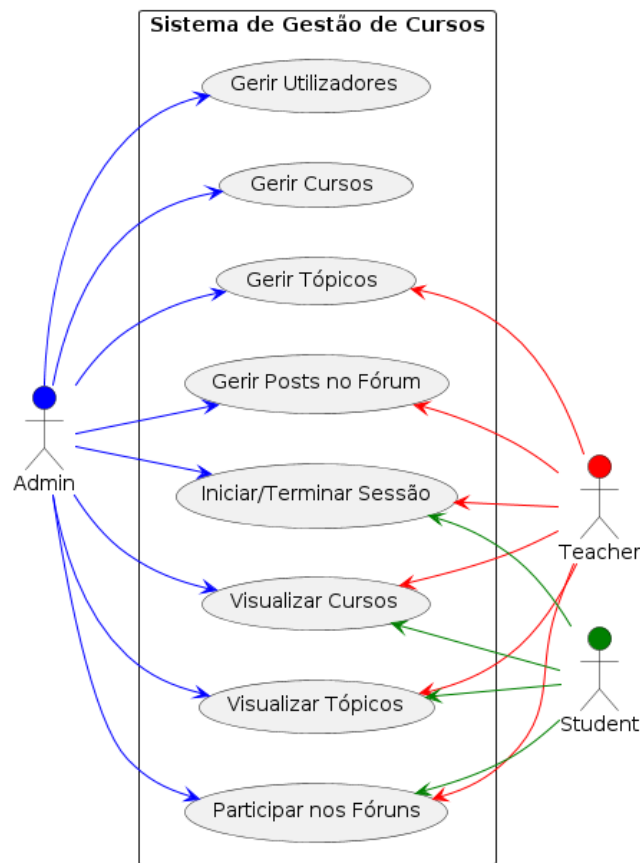 Sistema de Gestão de Cursos
Gerir Utilizadores
Gerir Cursos
Gerir Tópicos
Gerir Posts no Fórum
Admin
Iniciar/Terminar Sessão
Teacher
Visualizar Cursos
Visualizar Tópicos
Student
Participar nos Fóruns